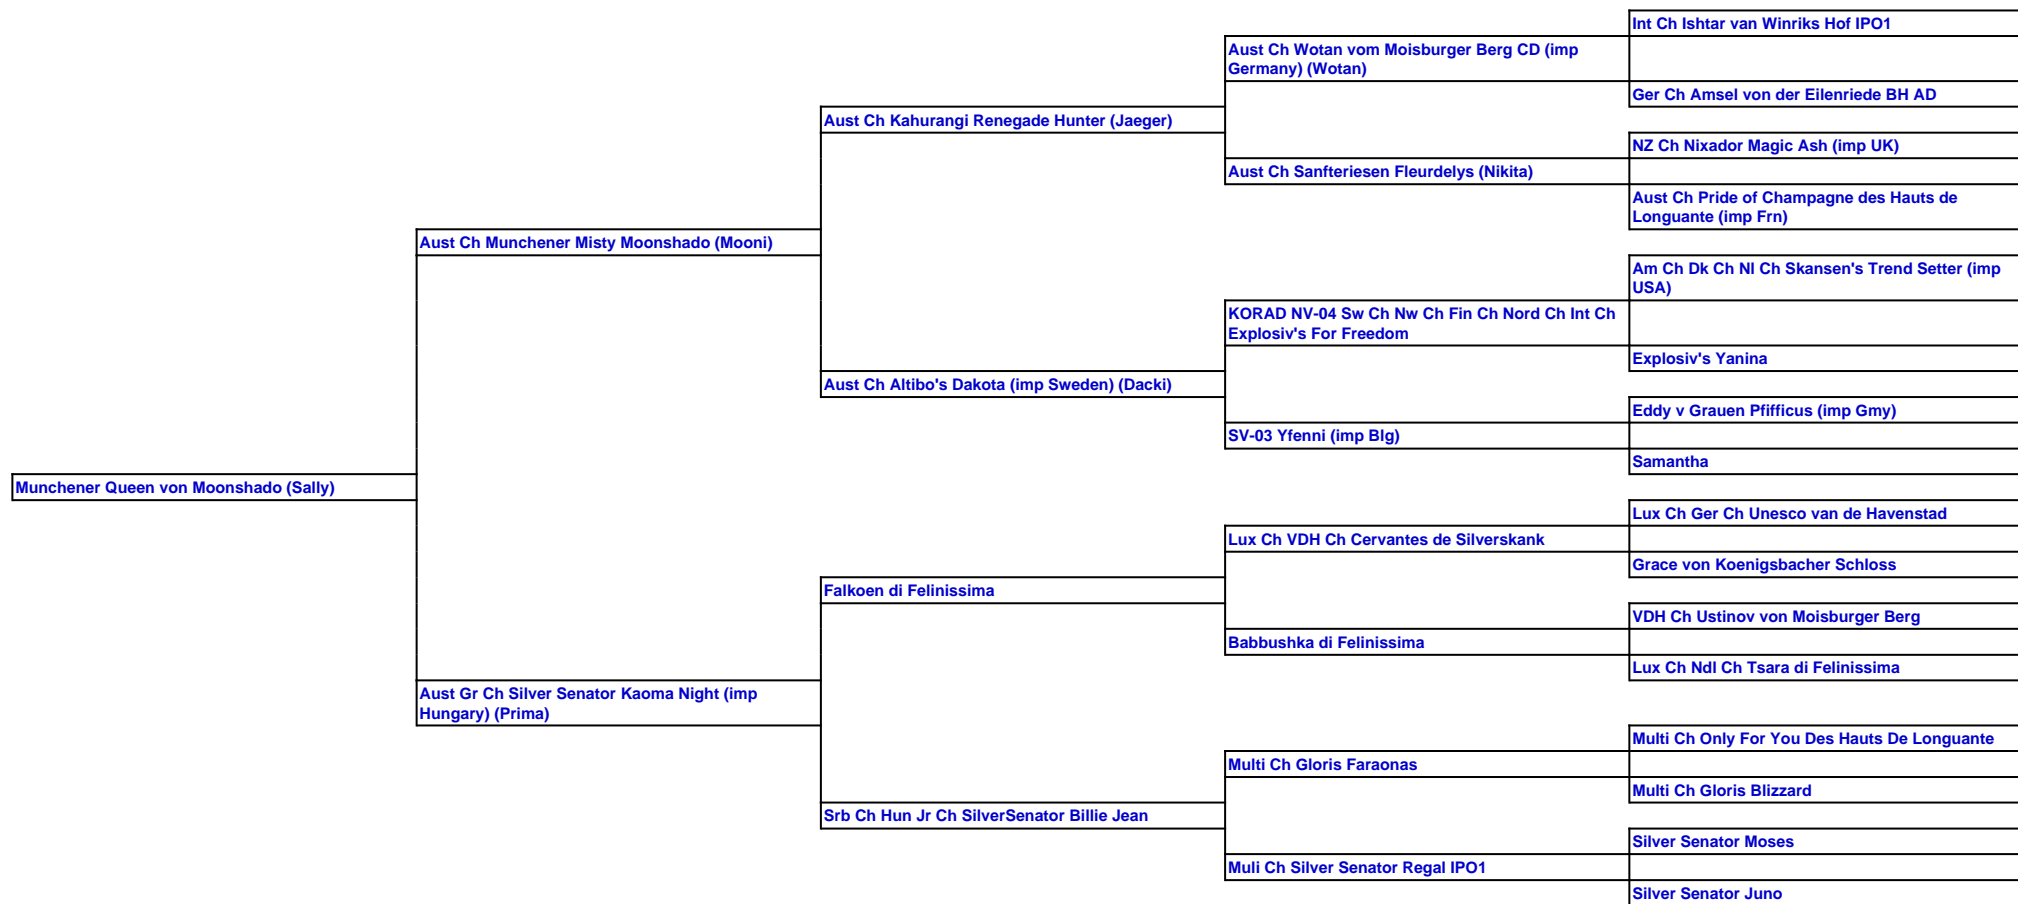 Int Ch Ishtar van Winriks Hof IPO1
Aust Ch Wotan vom Moisburger Berg CD (imp
Germany) (Wotan)
Ger Ch Amsel von der Eilenriede BH AD
Aust Ch Kahurangi Renegade Hunter (Jaeger)
NZ Ch Nixador Magic Ash (imp UK)
Aust Ch Sanfteriesen Fleurdelys (Nikita)
Aust Ch Pride of Champagne des Hauts de
Longuante (imp Frn)
Aust Ch Munchener Misty Moonshado (Mooni)
Am Ch Dk Ch Nl Ch Skansen's Trend Setter (imp
USA)
KORAD NV-04 Sw Ch Nw Ch Fin Ch Nord Ch Int Ch
Explosiv's For Freedom
Explosiv's Yanina
Aust Ch Altibo's Dakota (imp Sweden) (Dacki)
Eddy v Grauen Pfifficus (imp Gmy)
SV-03 Yfenni (imp Blg)
Samantha
Munchener Queen von Moonshado (Sally)
Lux Ch Ger Ch Unesco van de Havenstad
Lux Ch VDH Ch Cervantes de Silverskank
Grace von Koenigsbacher Schloss
Falkoen di Felinissima
VDH Ch Ustinov von Moisburger Berg
Babbushka di Felinissima
Lux Ch Ndl Ch Tsara di Felinissima
Aust Gr Ch Silver Senator Kaoma Night (imp
Hungary) (Prima)
Multi Ch Only For You Des Hauts De Longuante
Multi Ch Gloris Faraonas
Multi Ch Gloris Blizzard
Srb Ch Hun Jr Ch SilverSenator Billie Jean
Silver Senator Moses
Muli Ch Silver Senator Regal IPO1
Silver Senator Juno